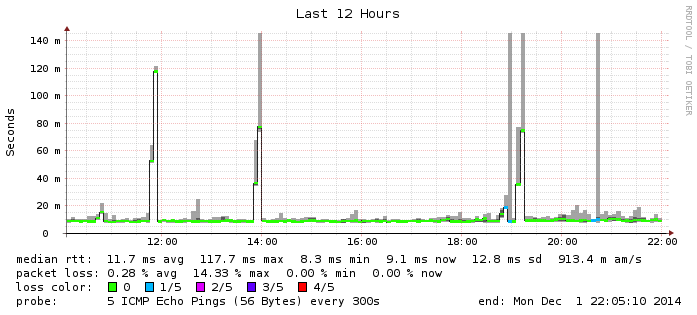 Last 12 Hours
RRDTOOL / TOBI OETIKER
Seconds
140 m
120 m
100 m
80 m
60 m
40 m
20 m
0
12:00 14:00 16:00 18:00 20:00 22:00
median rtt: 11.7 ms avg 117.7 ms max 8.3 ms min 9.1 ms now 12.8 ms sd 913.4 m am/s
packet loss: 0.28 % avg 14.33 % max 0.00 % min 0.00 % now
loss color: 0 1/5 2/5 3/5 4/5
probe: 5 ICMP Echo Pings (56 Bytes) every 300s end: Mon Dec 1 22:05:10 2014